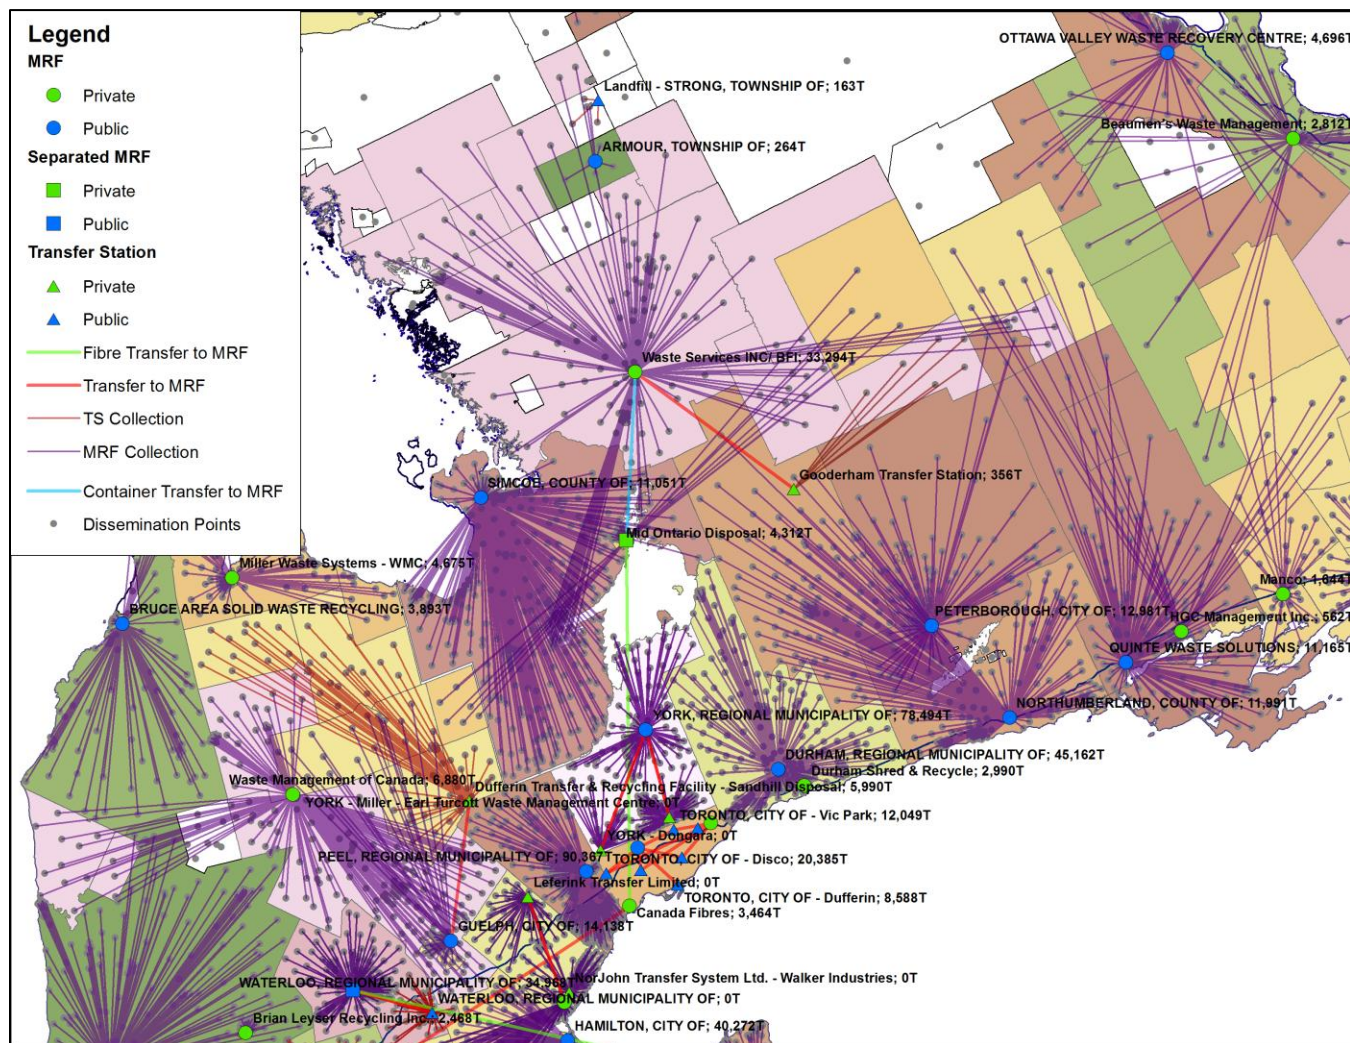 Legend
MRF
Private
Public
Separated MRF
Private
Public
Transfer Station
Private
Public
Fibre Transfer to MRF
Transfer to MRF
TS Collection
MRF Collection
Container Transfer to MRF
Dissemination Points
OTTAWA VALLEY WASTE RECOVERY CENTRE; 4,696T
Landfill - STRONG, TOWNSHIP OF; 163T
Beaumen's Waste Management; 2,812T
ARMOUR, TOWNSHIP OF; 264T
Waste Services INC/ BFI; 33,294T
Gooderham Transfer Station; 356T
SIMCOE, COUNTY OF; 11,051T
Mid Ontario Disposal; 4,312T
Miller Waste Systems - WMC; 4,675T
Manco; 1,644T
BRUCE AREA SOLID WASTE RECYCLING; 3,893T
PETERBOROUGH, CITY OF; 12,981T
HGC Management Inc.; 562T
QUINTE WASTE SOLUTIONS; 11,165T
NORTHUMBERLAND, COUNTY OF; 11,991T
YORK, REGIONAL MUNICIPALITY OF; 78,494T
DURHAM, REGIONAL MUNICIPALITY OF; 45,162T
Durham Shred & Recycle; 2,990T
Waste Management of Canada; 6,880T
Dufferin Transfer & Recycling Facility - Sandhill Disposal; 5,990T
YORK - Miller - Earl Turcott Waste Management Centre; 0T
TORONTO, CITY OF - Vic Park; 12,049T
YORK - Dongara; 0T
PEEL, REGIONAL MUNICIPALITY OF; 90,367T
TORONTO, CITY OF - Disco; 20,385T
Leferink Transfer Limited; 0T
TORONTO, CITY OF - Dufferin; 8,588T
Canada Fibres; 3,464T
GUELPH, CITY OF; 14,138T
NorJohn Transfer System Ltd. - Walker Industries; 0T
WATERLOO, REGIONAL MUNICIPALITY OF; 34,968T
WATERLOO, REGIONAL MUNICIPALITY OF; 0T
Brian Leyser Recycling Inc.; 2,468T
HAMILTON, CITY OF; 40,272T